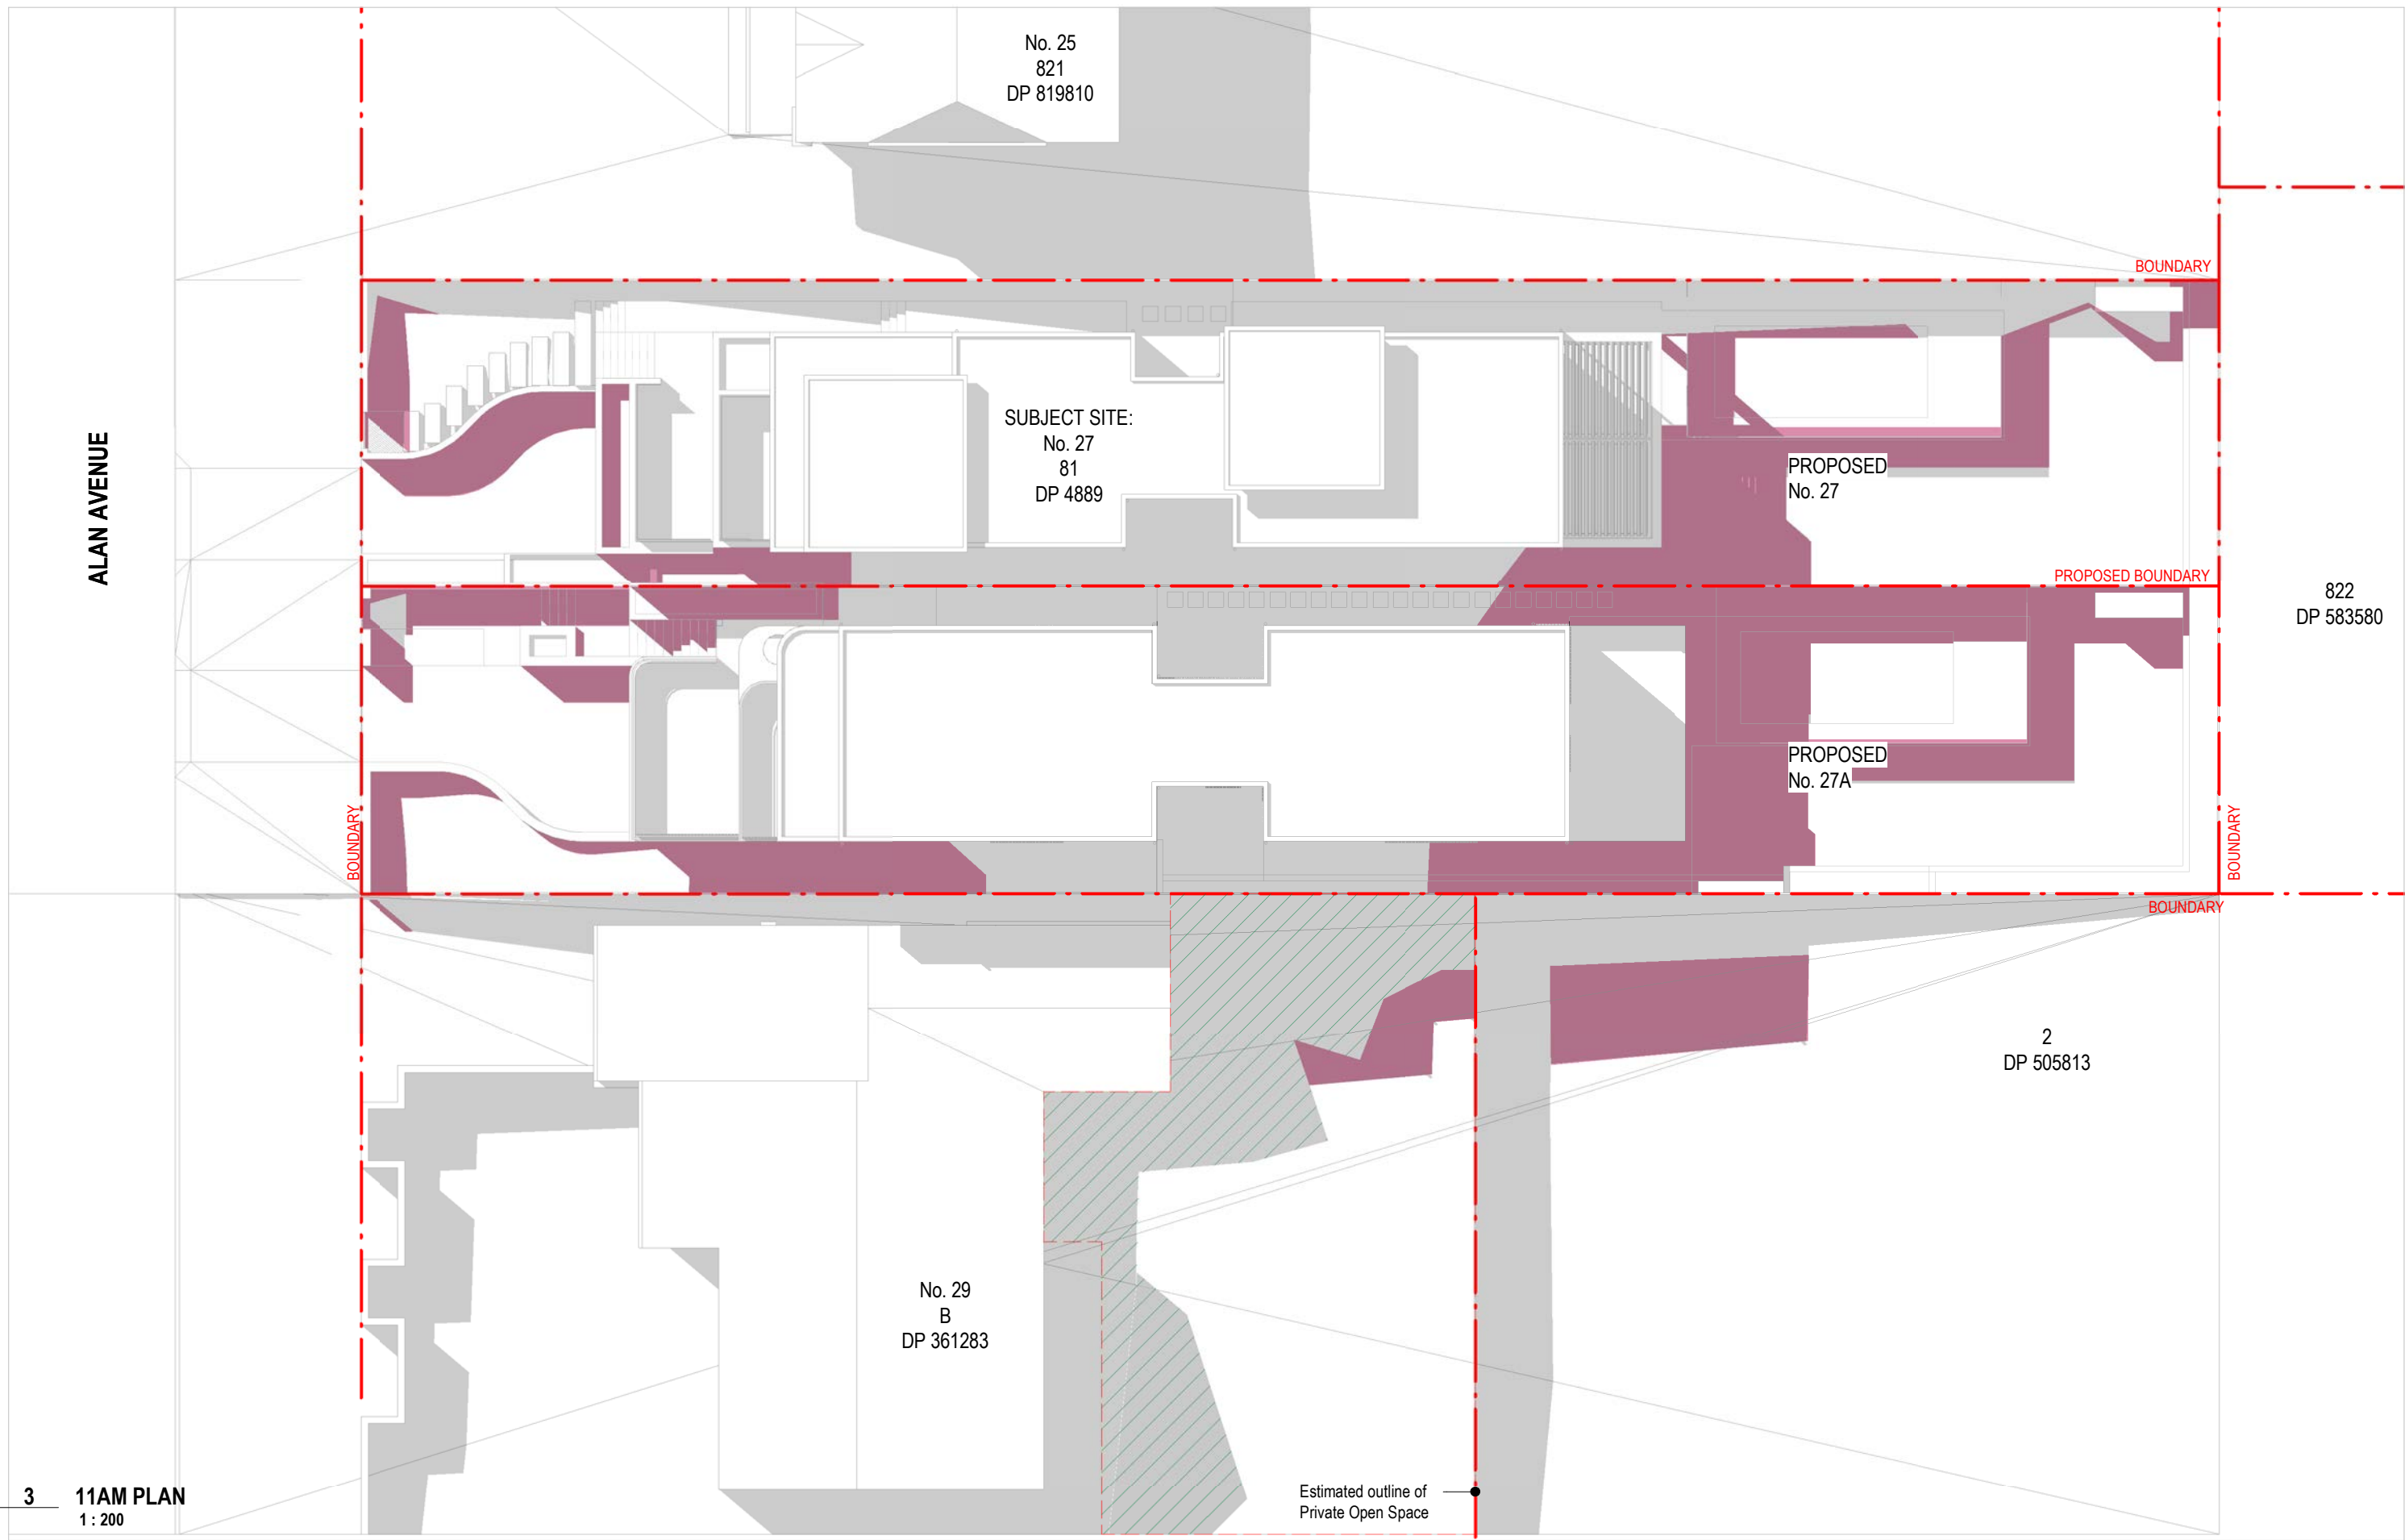 No. 25
821
DP 819810
BOUNDARY
ALAN AVENUE
SUBJECT SITE:
No. 27
81
DP 4889
PROPOSED
No. 27
PROPOSED BOUNDARY
822
DP 583580
PROPOSED
No. 27A
BOUNDARY
BOUNDARY
BOUNDARY
2
DP 505813
No. 29
B
DP 361283
Estimated outline of
Private Open Space
3 11AM PLAN
1 : 200